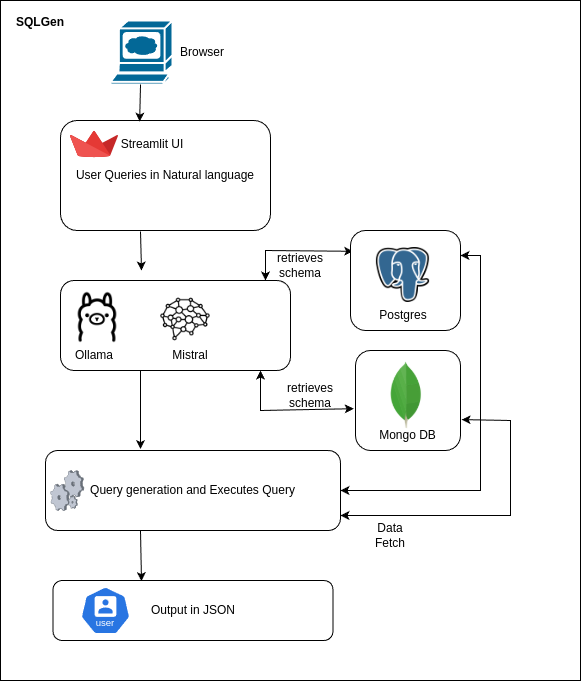 SQLGen
Browser
Streamlit UI
User Queries in Natural language
retrieves
schema
Postgres
Ollama
Mistral
retrieves
schema
Mongo DB
Query generation and Executes Query
Data
Fetch
Output in JSON
user